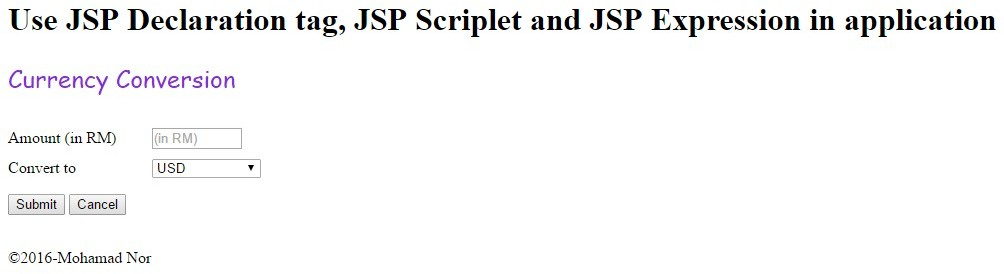 Use JSP Declaration tag, JSP Scriplet and JSP Expression in application
Currency Conversion
Amount (in RM) (in RM)
Convert to USD
Submit Cancel
©2016-Mohamad Nor